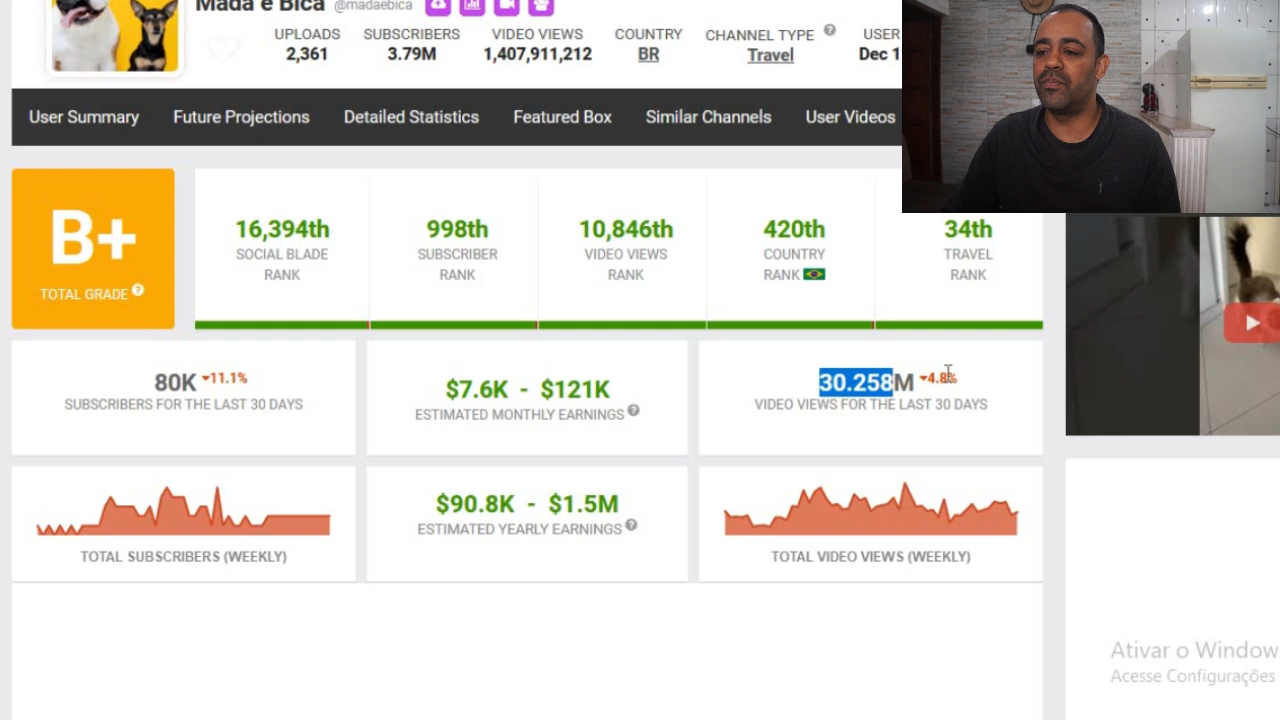 Mada e Bica @madaebica
UPLOADS
2,361
SUBSCRIBERS
3.79M
VIDEO VIEWS
1,407,911,212
COUNTRY
BR
CHANNEL TYPE
Travel
USER
Dec 1
User Summary Future Projections Detailed Statistics Featured Box Similar Channels User Videos
B+
TOTAL GRADE
16,394th
SOCIAL BLADE
RANK
998th
SUBSCRIBER
RANK
10,846th
VIDEO VIEWS
RANK
420th
COUNTRY
RANK
34th
TRAVEL
RANK
80K 11.1%
SUBSCRIBERS FOR THE LAST 30 DAYS
$7.6K - $121K
ESTIMATED MONTHLY EARNINGS
30.258M 4.8%
VIDEO VIEWS FOR THE LAST 30 DAYS
TOTAL SUBSCRIBERS (WEEKLY)
$90.8K - $1.5M
ESTIMATED YEARLY EARNINGS
TOTAL VIDEO VIEWS (WEEKLY)
Ativar o Window
Acesse Configurações